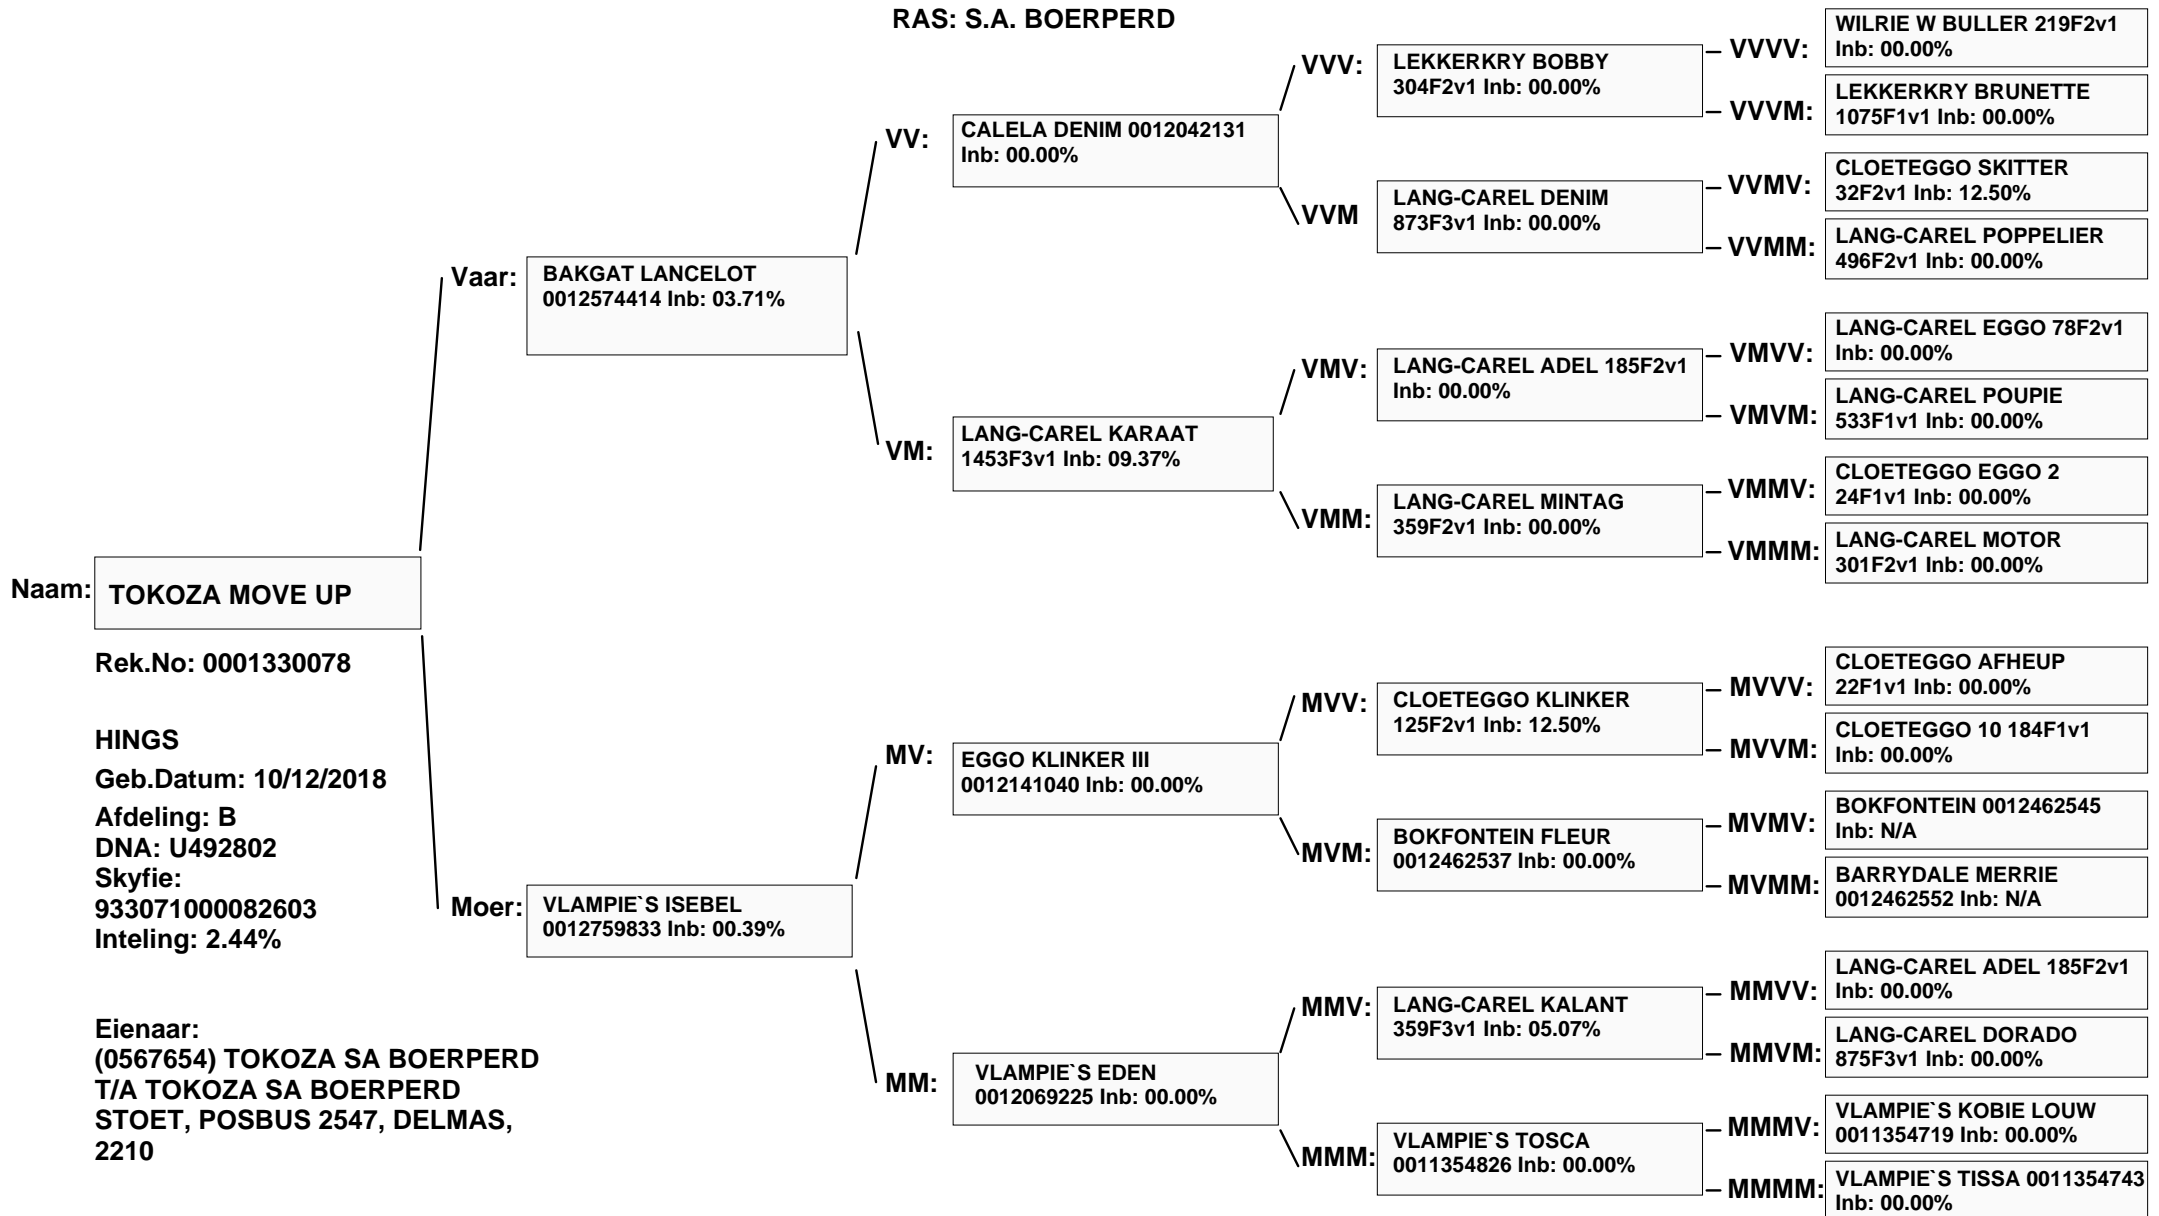 RAS: S.A. BOERPERD
Naam: TOKOZA MOVE UP
Rek.No: 0001330078
HINGS
Geb.Datum: 10/12/2018
Afdeling: B
DNA: U492802
Skyfie:
933071000082603
Inteling: 2.44%
Eienaar:
(0567654) TOKOZA SA BOERPERD
T/A TOKOZA SA BOERPERD
STOET, POSBUS 2547, DELMAS,
2210
Vaar: BAKGAT LANCELOT
0012574414 Inb: 03.71%
Moer: VLAMPIE`S ISEBEL
0012759833 Inb: 00.39%
VV: CALELA DENIM 0012042131
Inb: 00.00%
VM: LANG-CAREL KARAAT
1453F3v1 Inb: 09.37%
MV: EGGO KLINKER III
0012141040 Inb: 00.00%
MM: VLAMPIE`S EDEN
0012069225 Inb: 00.00%
VVV: LEKKERKRY BOBBY
304F2v1 Inb: 00.00%
VVM LANG-CAREL DENIM
873F3v1 Inb: 00.00%
VMV: LANG-CAREL ADEL 185F2v1
Inb: 00.00%
VMM: LANG-CAREL MINTAG
359F2v1 Inb: 00.00%
MVV: CLOETEGGO KLINKER
125F2v1 Inb: 12.50%
MVM: BOKFONTEIN FLEUR
0012462537 Inb: 00.00%
MMV: LANG-CAREL KALANT
359F3v1 Inb: 05.07%
MMM: VLAMPIE`S TOSCA
0011354826 Inb: 00.00%
VVVV: WILRIE W BULLER 219F2v1
Inb: 00.00%
VVVM: LEKKERKRY BRUNETTE
1075F1v1 Inb: 00.00%
VVMV: CLOETEGGO SKITTER
32F2v1 Inb: 12.50%
VVMM: LANG-CAREL POPPELIER
496F2v1 Inb: 00.00%
VMVV: LANG-CAREL EGGO 78F2v1
Inb: 00.00%
VMVM: LANG-CAREL POUPIE
533F1v1 Inb: 00.00%
VMMV: CLOETEGGO EGGO 2
24F1v1 Inb: 00.00%
VMMM: LANG-CAREL MOTOR
301F2v1 Inb: 00.00%
MVVV: CLOETEGGO AFHEUP
22F1v1 Inb: 00.00%
MVVM: CLOETEGGO 10 184F1v1
Inb: 00.00%
MVMV: BOKFONTEIN 0012462545
Inb: N/A
MVMM: BARRYDALE MERRIE
0012462552 Inb: N/A
MMVV: LANG-CAREL ADEL 185F2v1
Inb: 00.00%
MMVM: LANG-CAREL DORADO
875F3v1 Inb: 00.00%
MMMV: VLAMPIE`S KOBIE LOUW
0011354719 Inb: 00.00%
MMMM: VLAMPIE`S TISSA 0011354743
Inb: 00.00%